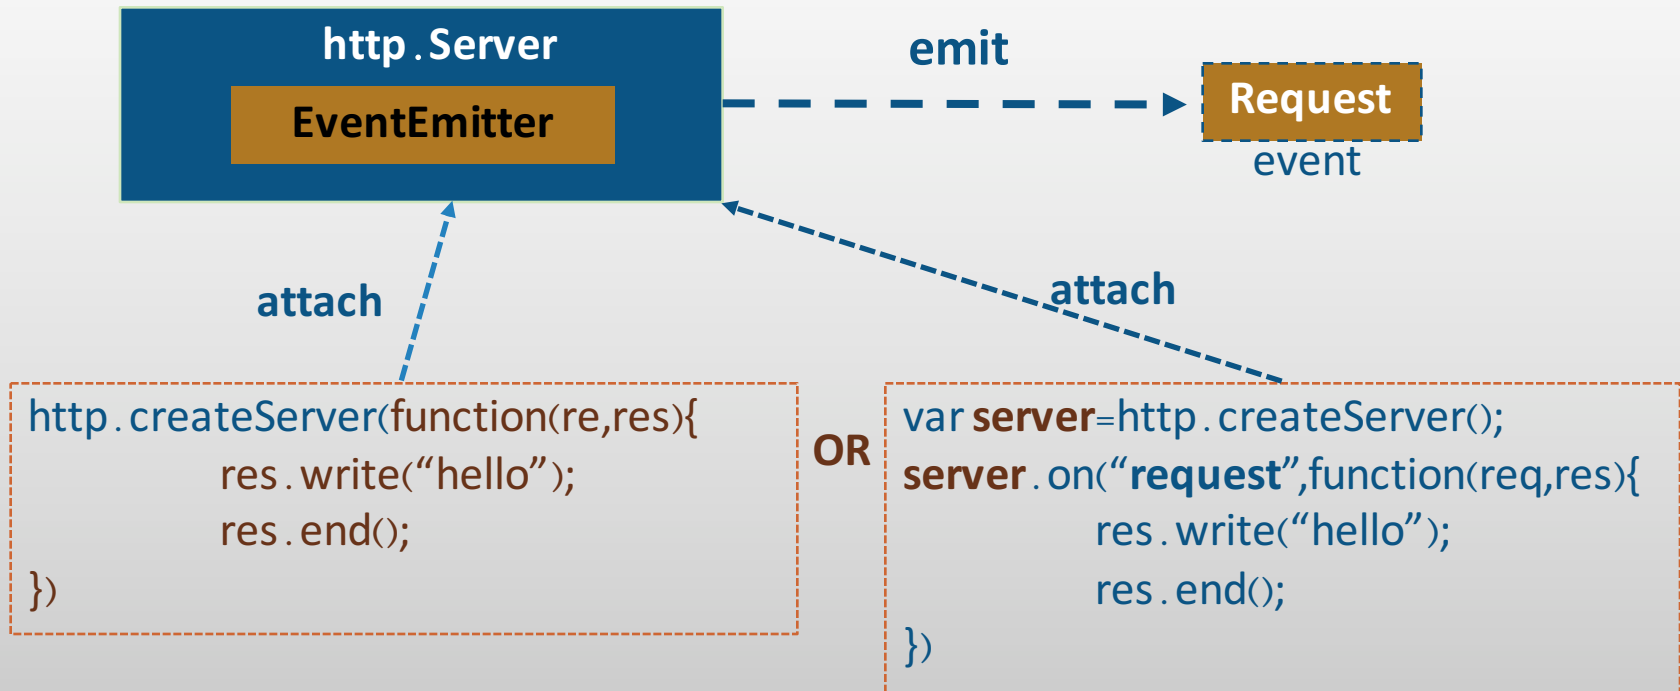 http.Server
EventEmitter
emit
Request
event
attach
attach
http.createServer(function(re,res){
res.write(“hello”);
res.end();
})
OR
var server=http.createServer();
server.on(“request”,function(req,res){
res.write(“hello”);
res.end();
})